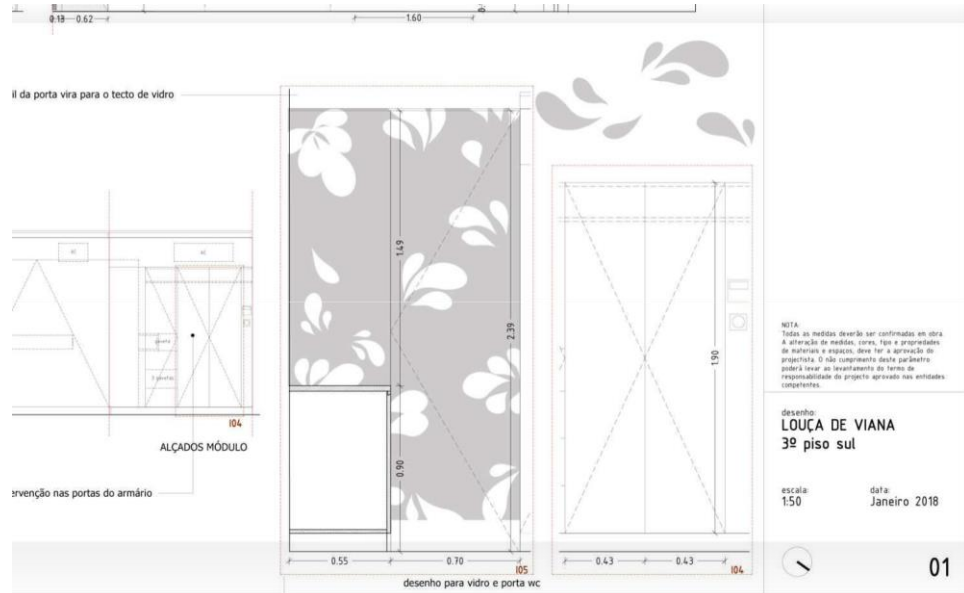 0.13
0.62
1.60
il da porta vira para o tecto de vidro
1.49
2.39
1.90
gaveta
104
ALÇADOS MÓDULO
ervenção nas portas do armário
0.90
0.55
0.70
105
desenho para vidro e porta wc
0.43
0.43
104
NOTA:
Todas as medidas deverão ser confirmadas em obra
A alteração de medidas, cores, tipo e propriedades
de materiais e espaços, deve ter a aprovação do
projectista. O não cumprimento deste parâmetro
poderá levar ao levantamento do termo de
responsabilidade do projecto aprovado nas entidades
competentes.
desenho:
LOUÇA DE VIANA
3º piso sul
escala:
1:50
data:
Janeiro 2018
01